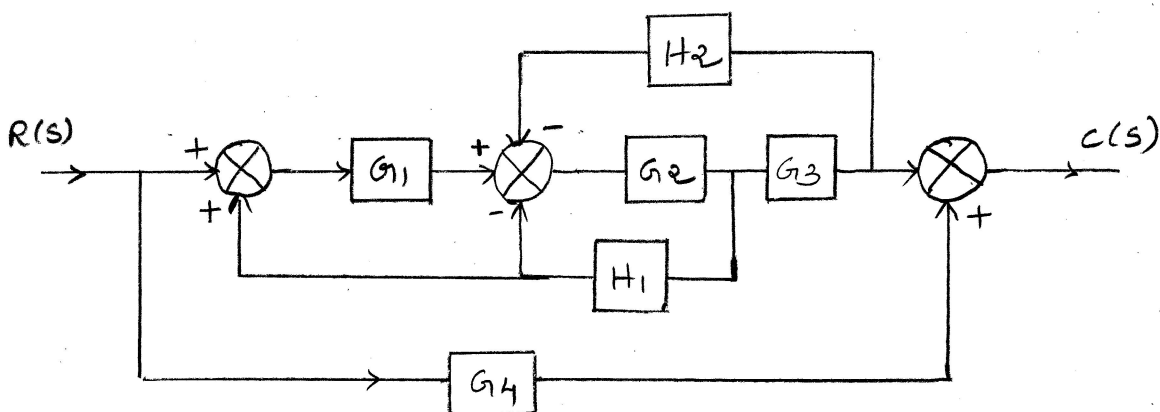 H2
R(S)
+
G1
+
-
G2
G3
C(S)
+
-
+
H1
G4